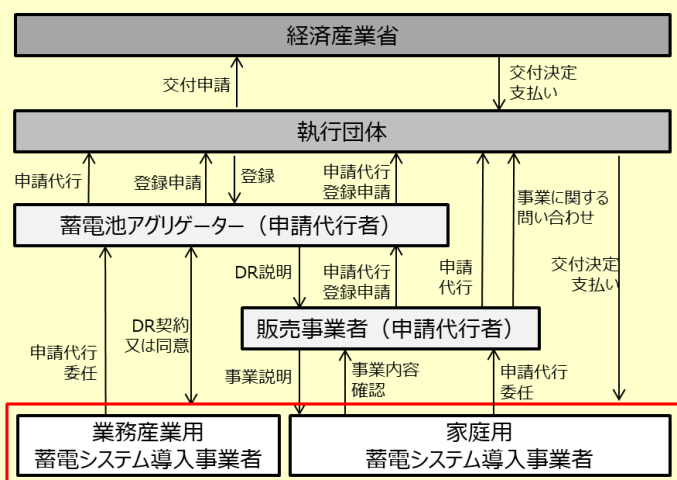 経済産業省
交付申請
交付決定
支払い
執行団体
申請代行
登録申請
登録
申請代行
登録申請
事業に関する
問い合わせ
蓄電池アグリゲーター（申請代行者）
DR説明
申請代行
登録申請
申請
代行
交付決定
支払い
販売事業者（申請代行者）
DR契約
又は同意
申請代行
委任
事業説明
事業内容
確認
申請代行
委任
業務産業用
蓄電システム導入事業者
家庭用
蓄電システム導入事業者